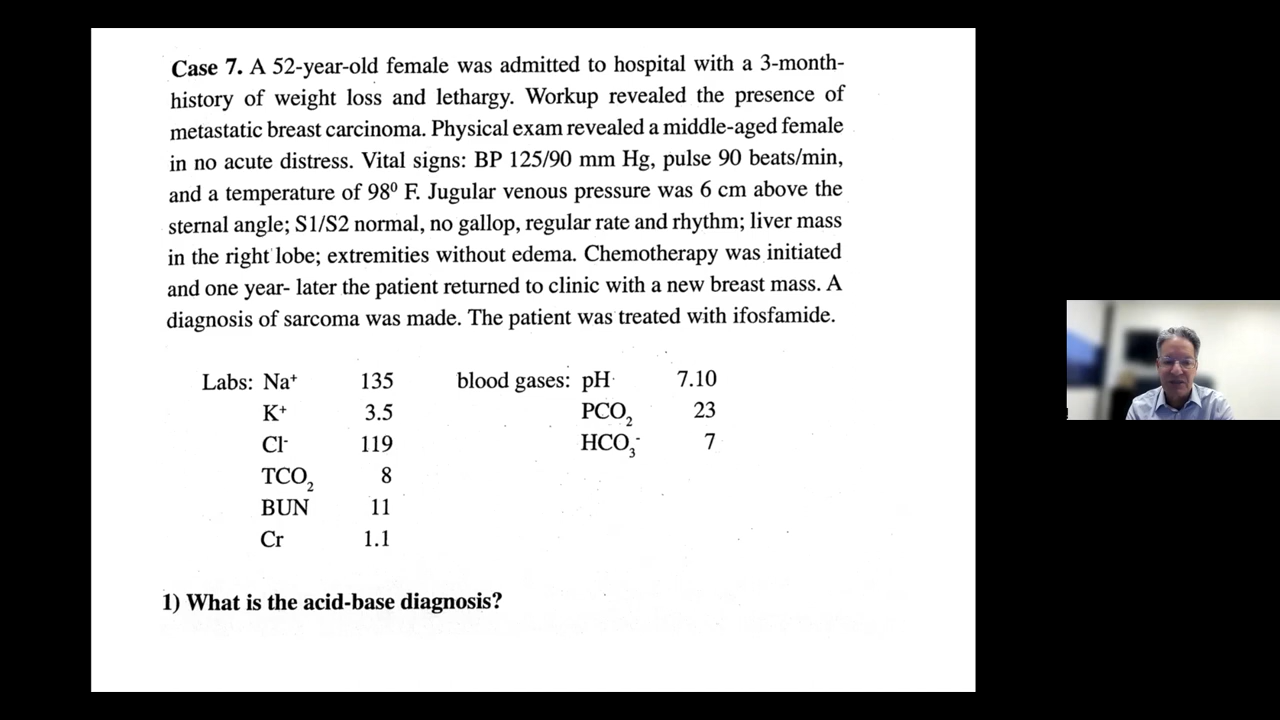 Case 7. A 52-year-old female was admitted to hospital with a 3-month-
history of weight loss and lethargy. Workup revealed the presence of
metastatic breast carcinoma. Physical exam revealed a middle-aged female
in no acute distress. Vital signs: BP 125/90 mm Hg, pulse 90 beats/min,
and a temperature of 98⁰ F. Jugular venous pressure was 6 cm above the
sternal angle; S1/S2 normal, no gallop, regular rate and rhythm; liver mass
in the right lobe; extremities without edema. Chemotherapy was initiated
and one year- later the patient returned to clinic with a new breast mass. A
diagnosis of sarcoma was made. The patient was treated with ifosfamide.
Labs: Na⁺ 135 blood gases: pH 7.10
K⁺ 3.5 PCO₂ 23
Cl⁻ 119 HCO₃⁻ 7
TCO₂ 8
BUN 11
Cr 1.1
1) What is the acid-base diagnosis?